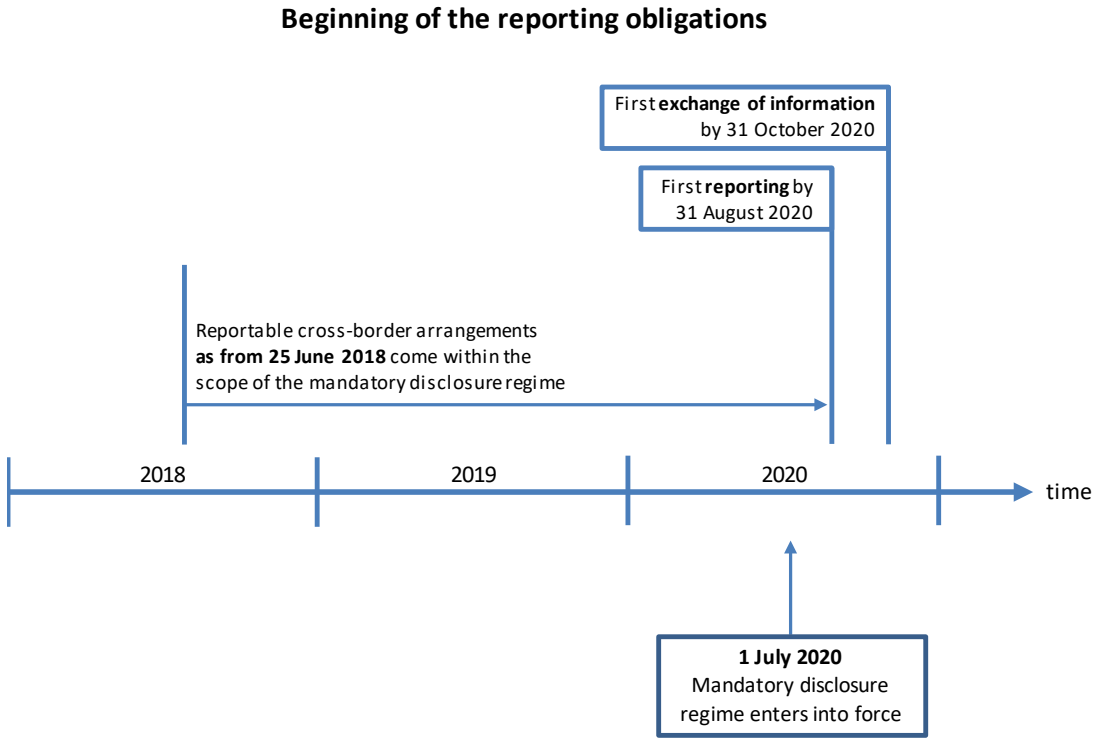 Beginning of the reporting obligations
First exchange of information
by 31 October 2020
First reporting by
31 August 2020
Reportable cross-border arrangements
as from 25 June 2018 come within the
scope of the mandatory disclosure regime
2018
2019
2020
time
1 July 2020
Mandatory disclosure
regime enters into force